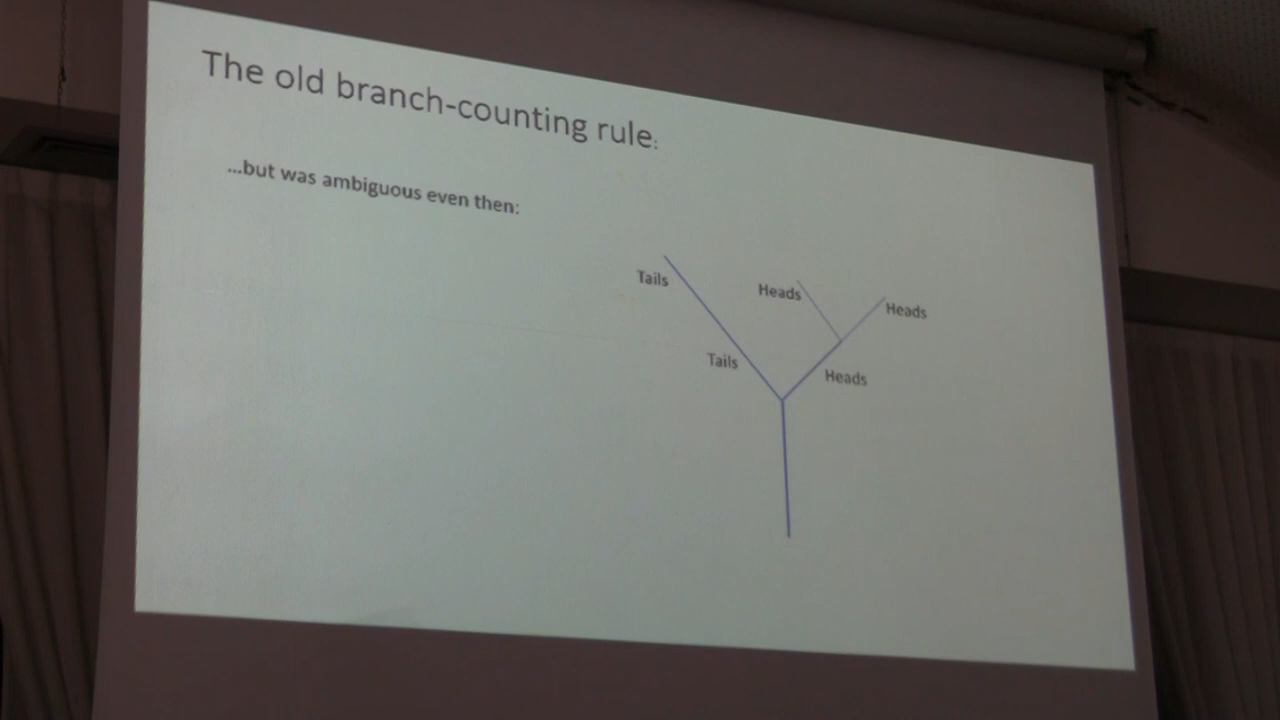 The old branch-counting rule:
...but was ambiguous even then:
Tails
Heads
Heads
Tails
Heads